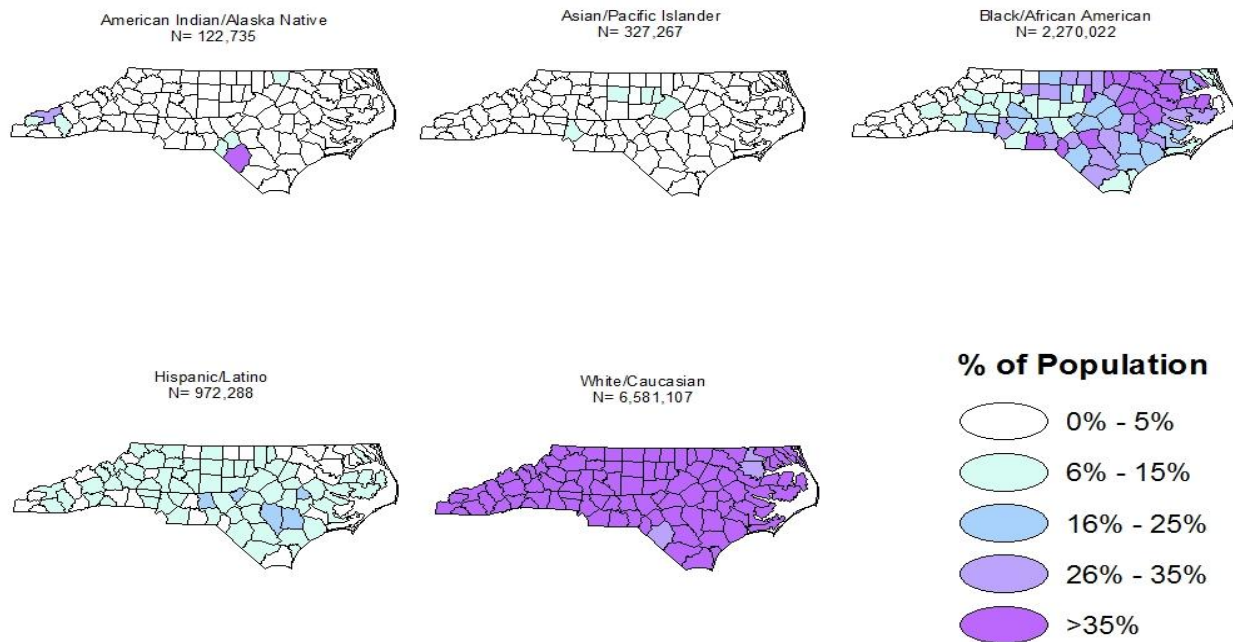 American Indian/Alaska Native
N= 122,735
Asian/Pacific Islander
N= 327,267
Black/African American
N= 2,270,022
Hispanic/Latino
N= 972,288
White/Caucasian
N= 6,581,107
% of Population
0% - 5%
6% - 15%
16% - 25%
26% - 35%
>35%